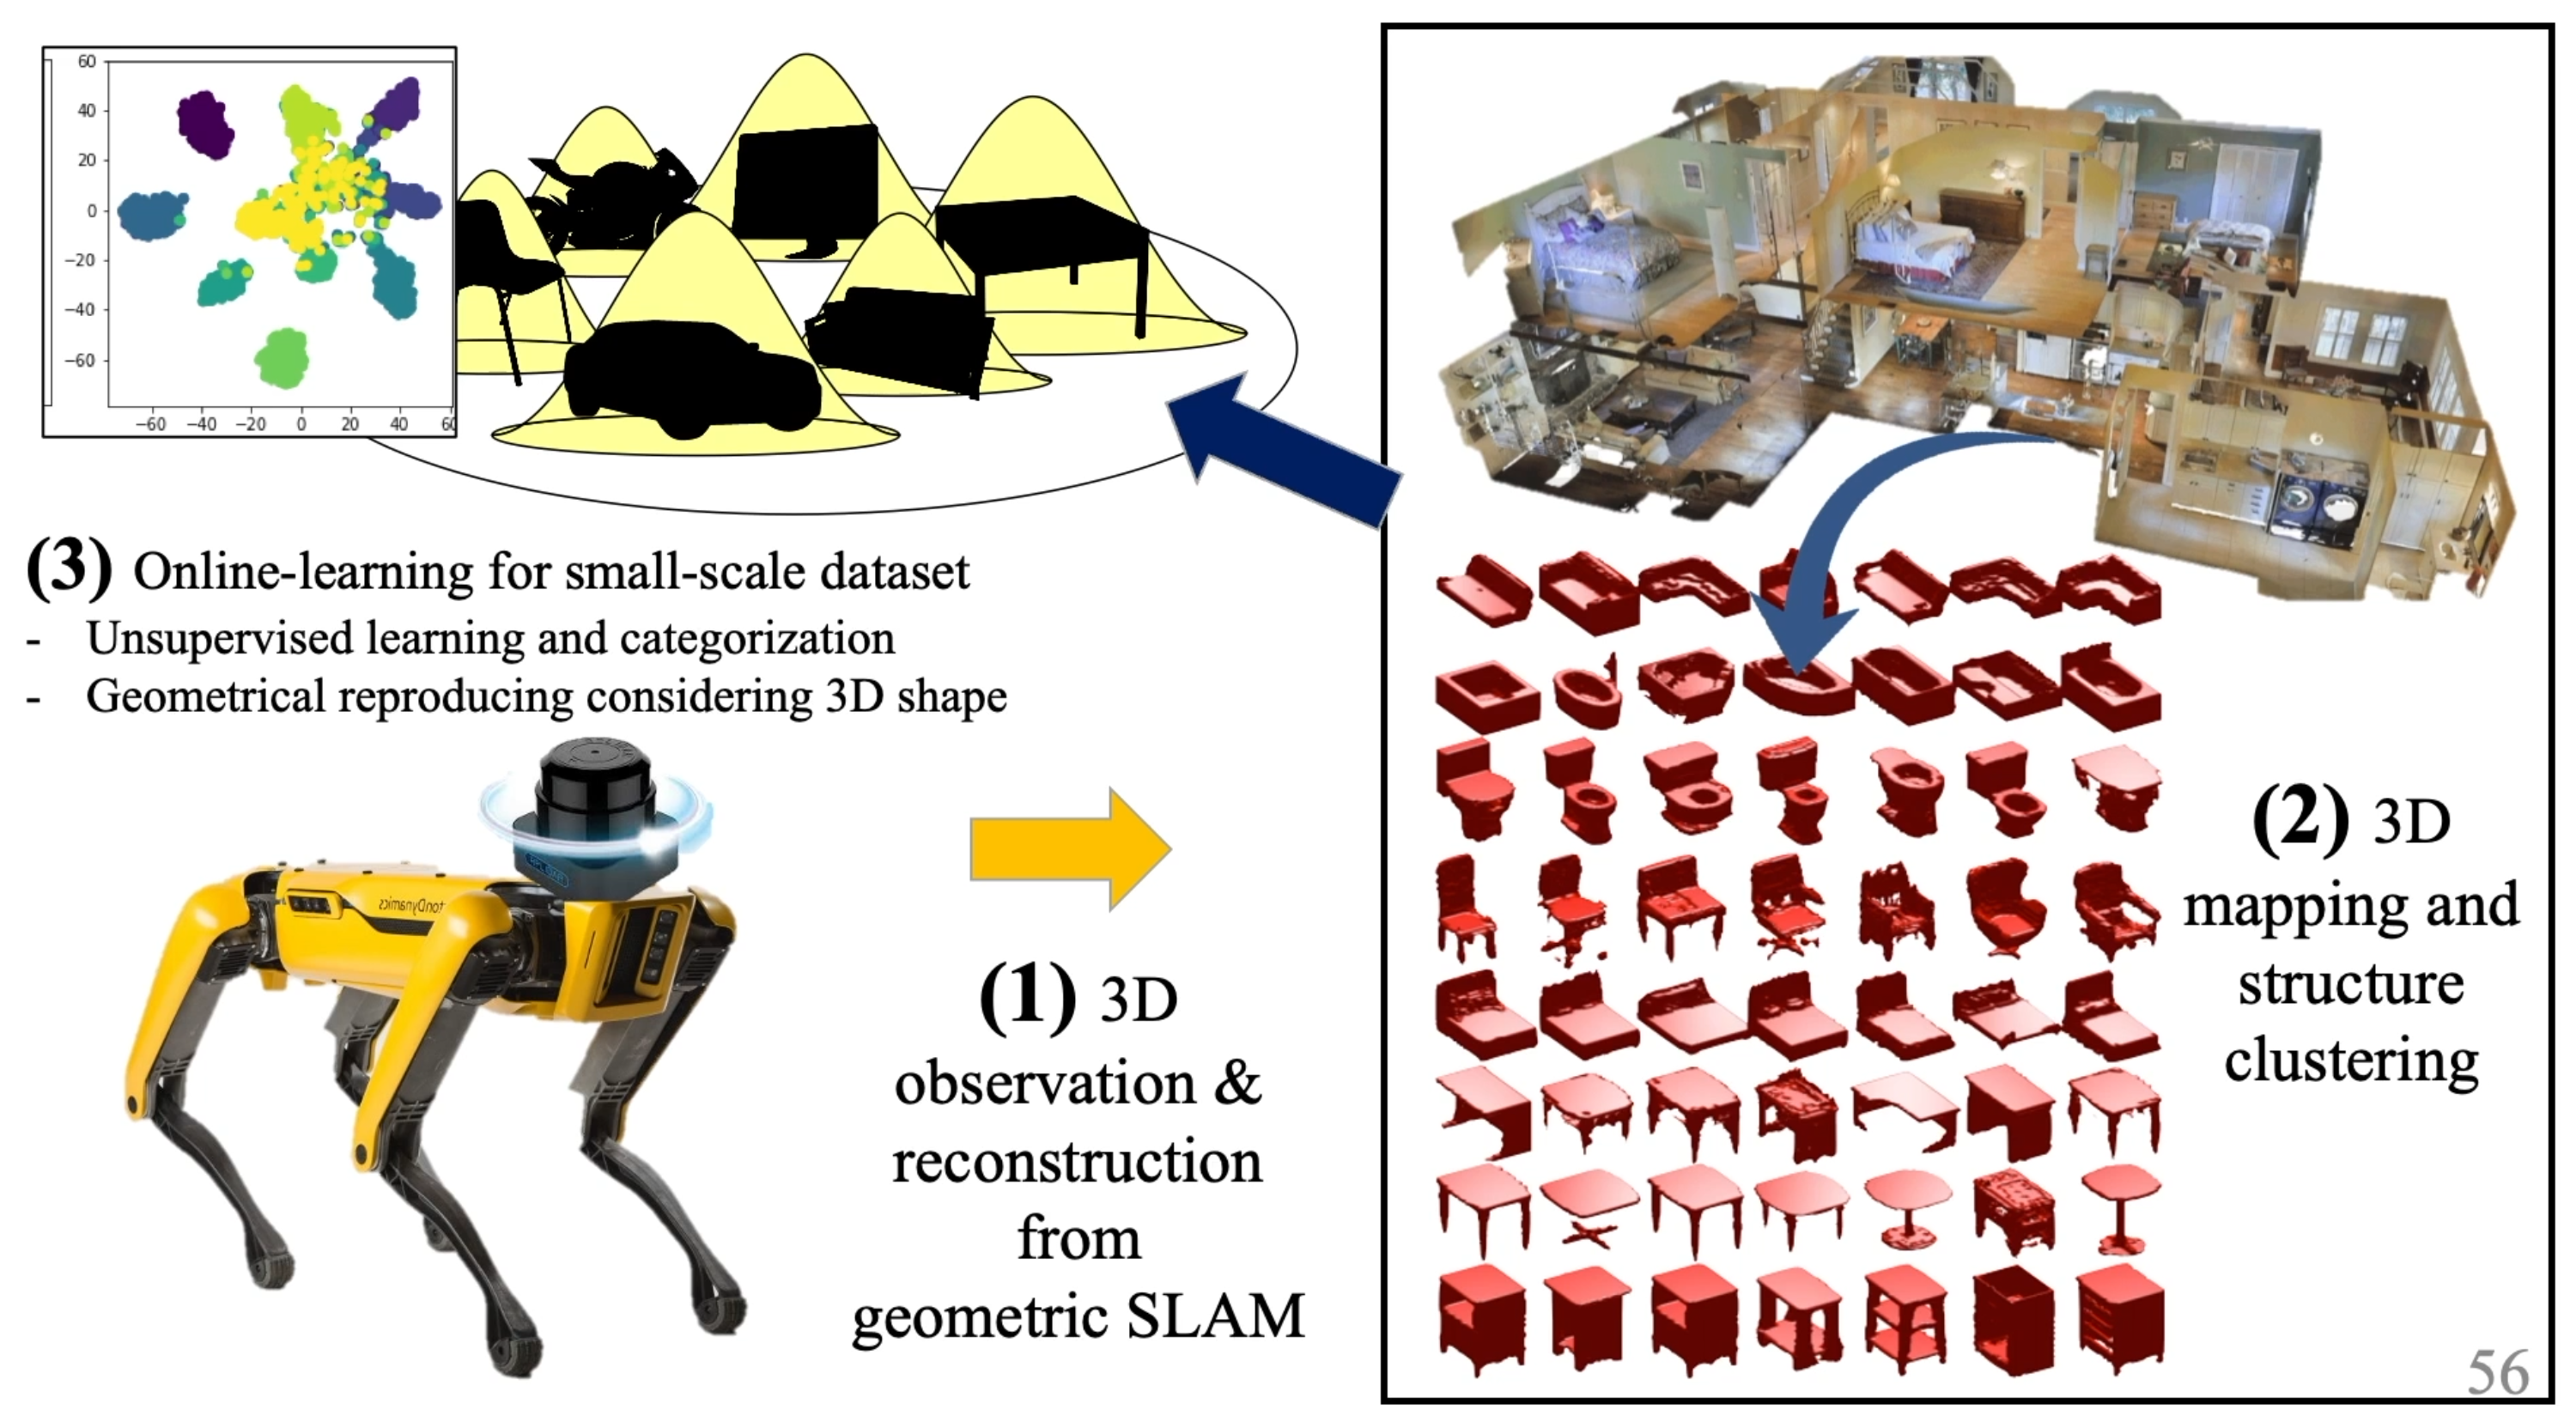 60
40
20
0
−20
−40
−60
−60 −40 −20 0 20 40
(3) Online-learning for small-scale dataset
- Unsupervised learning and categorization
- Geometrical reproducing considering 3D shape
(1) 3D
observation &
reconstruction
from
geometric SLAM
(2) 3D
mapping and
structure
clustering
56